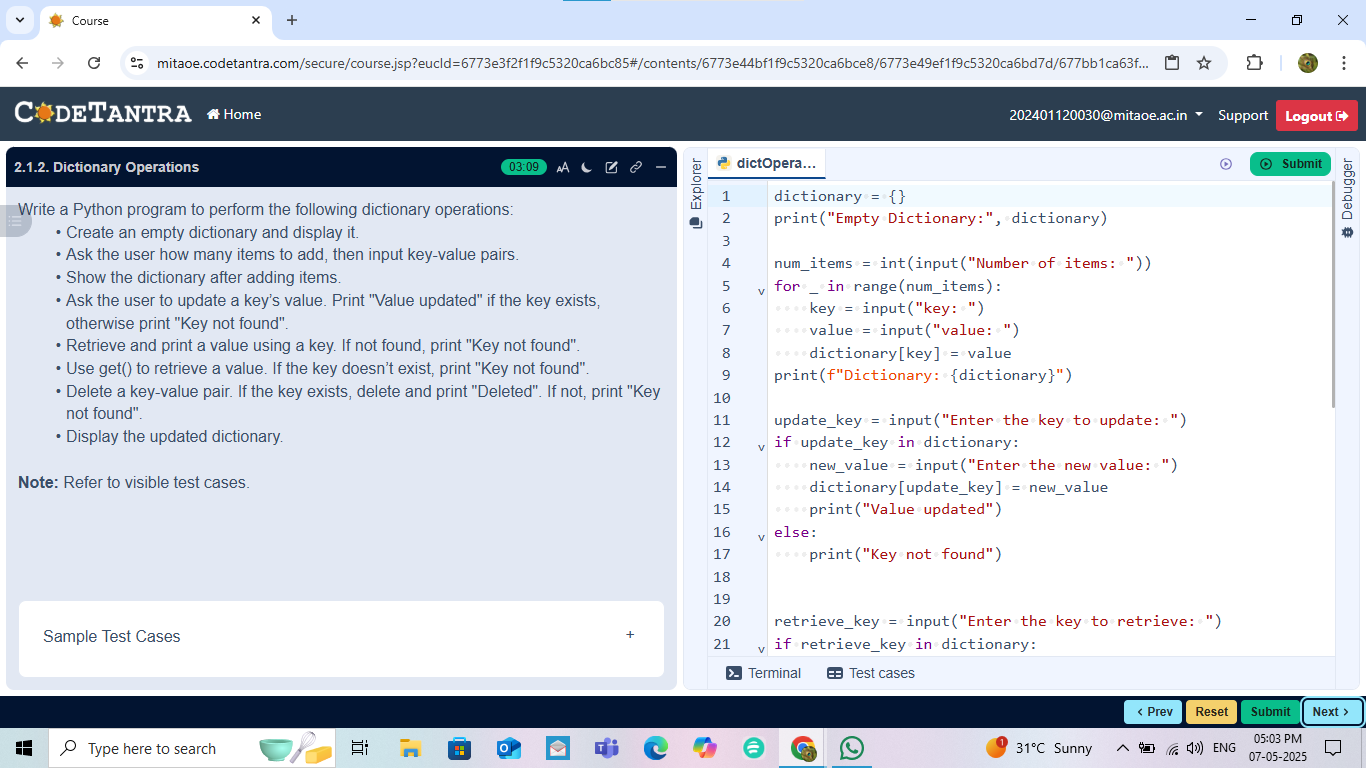 Course
mitaoe.codetantra.com/secure/course.jsp?eucId=6773e3f2f1f9c5320ca6bc85#/contents/6773e44bf1f9c5320ca6bce8/6773e49ef1f9c5320ca6bd7d/677bb1ca63f...
CODETANTRA
Home
202401120030@mitaoe.ac.in
Support
Logout
2.1.2. Dictionary Operations
03:09
AA
Write a Python program to perform the following dictionary operations:
• Create an empty dictionary and display it.
• Ask the user how many items to add, then input key-value pairs.
• Show the dictionary after adding items.
• Ask the user to update a key’s value. Print "Value updated" if the key exists,
otherwise print "Key not found".
• Retrieve and print a value using a key. If not found, print "Key not found".
• Use get() to retrieve a value. If the key doesn’t exist, print "Key not found".
• Delete a key-value pair. If the key exists, delete and print "Deleted". If not, print "Key
not found".
• Display the updated dictionary.
Note: Refer to visible test cases.
Sample Test Cases
+
Explorer
dictOpera...
Submit
Debugger
1 dictionary = {}
2 print("Empty Dictionary:", dictionary)
3
4 num_items = int(input("Number of items: "))
5 for _ in range(num_items):
6 key = input("key: ")
7 value = input("value: ")
8 dictionary[key] = value
9 print(f"Dictionary: {dictionary}")
10
11 update_key = input("Enter the key to update: ")
12 if update_key in dictionary:
13 new_value = input("Enter the new value: ")
14 dictionary[update_key] = new_value
15 print("Value updated")
16 else:
17 print("Key not found")
18
19
20 retrieve_key = input("Enter the key to retrieve: ")
21 if retrieve_key in dictionary:
Terminal
Test cases
< Prev
Reset
Submit
Next >
Type here to search
1
31°C Sunny
ENG
05:03 PM
07-05-2025